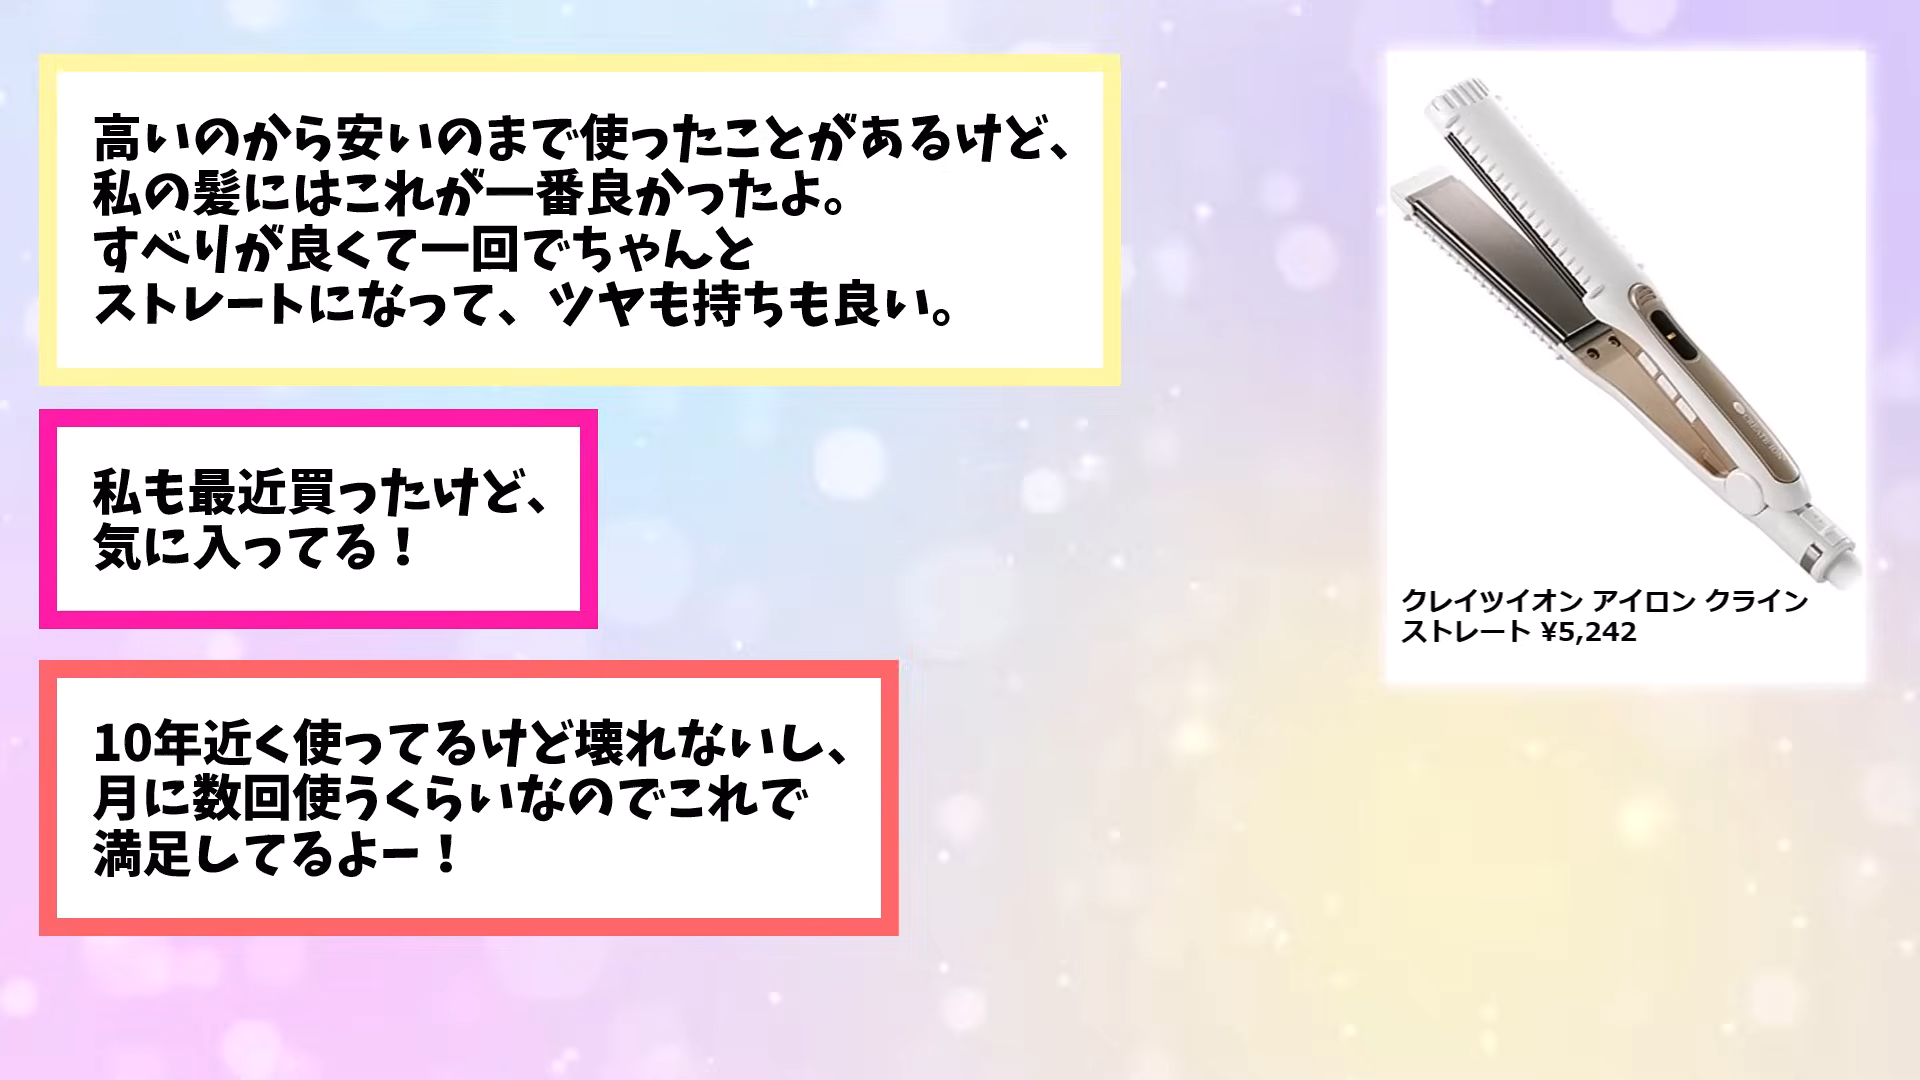 高いのから安いのまで使ったことがあるけど、
私の髪にはこれが一番良かったよ。
すべりが良くて一回でちゃんと
ストレートになって、ツヤも持ちも良い。
私も最近買ったけど、
気に入ってる！
10年近く使ってるけど壊れないし、
月に数回使うくらいなのでこれで
満足してるよー！
クレイツイオン アイロン クライン
ストレート ¥5,242